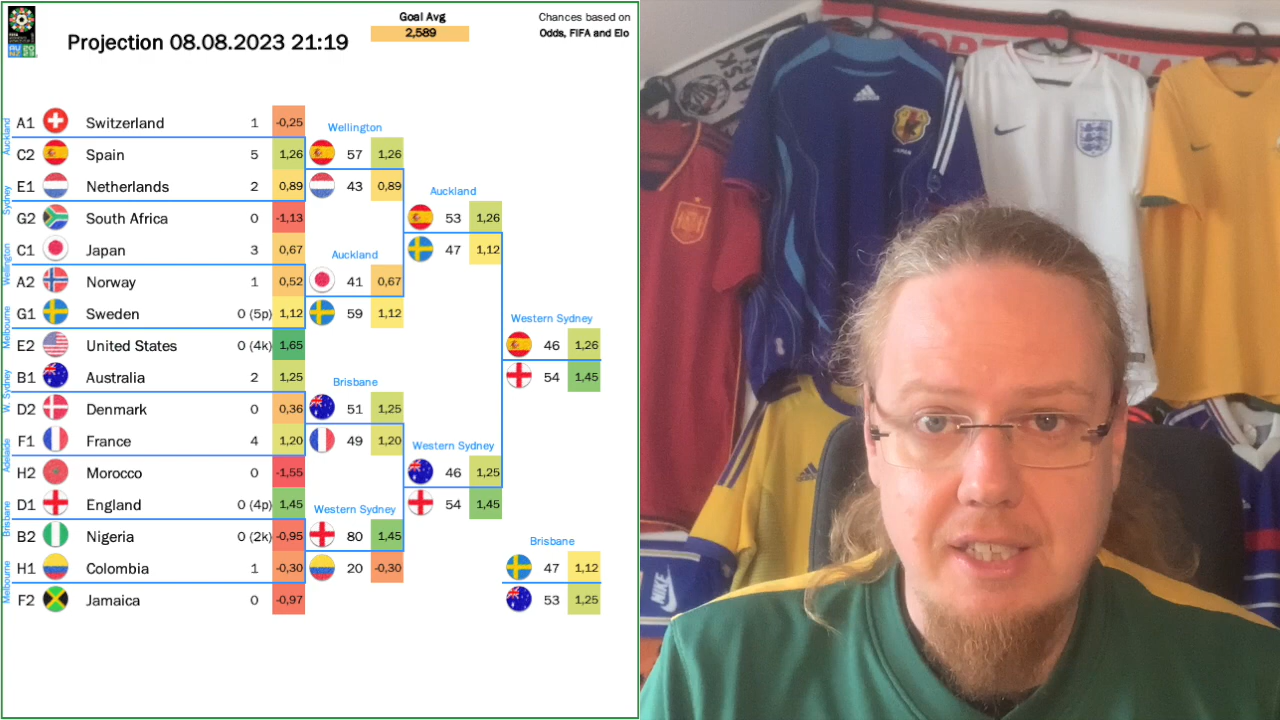 Projection 08.08.2023 21:19
Goal Avg
2,589
Chances based on
Odds, FIFA and Elo
Auckland
A1 Switzerland 1 -0,25
C2 Spain 5 1,26
Sydney
E1 Netherlands 2 0,89
G2 South Africa 0 -1,13
Wellington
C1 Japan 3 0,67
A2 Norway 1 0,52
Melbourne
G1 Sweden 0 (5p) 1,12
E2 United States 0 (4k) 1,65
W. Sydney
B1 Australia 2 1,25
D2 Denmark 0 0,36
Adelaide
F1 France 4 1,20
H2 Morocco 0 -1,55
Brisbane
D1 England 0 (4p) 1,45
B2 Nigeria 0 (2k) -0,95
Melbourne
H1 Colombia 1 -0,30
F2 Jamaica 0 -0,97
Wellington
57 1,26
43 0,89
Auckland
41 0,67
59 1,12
Brisbane
51 1,25
49 1,20
Western Sydney
80 1,45
20 -0,30
Auckland
53 1,26
47 1,12
Western Sydney
46 1,25
54 1,45
Western Sydney
46 1,26
54 1,45
Brisbane
47 1,12
53 1,25
NIKE